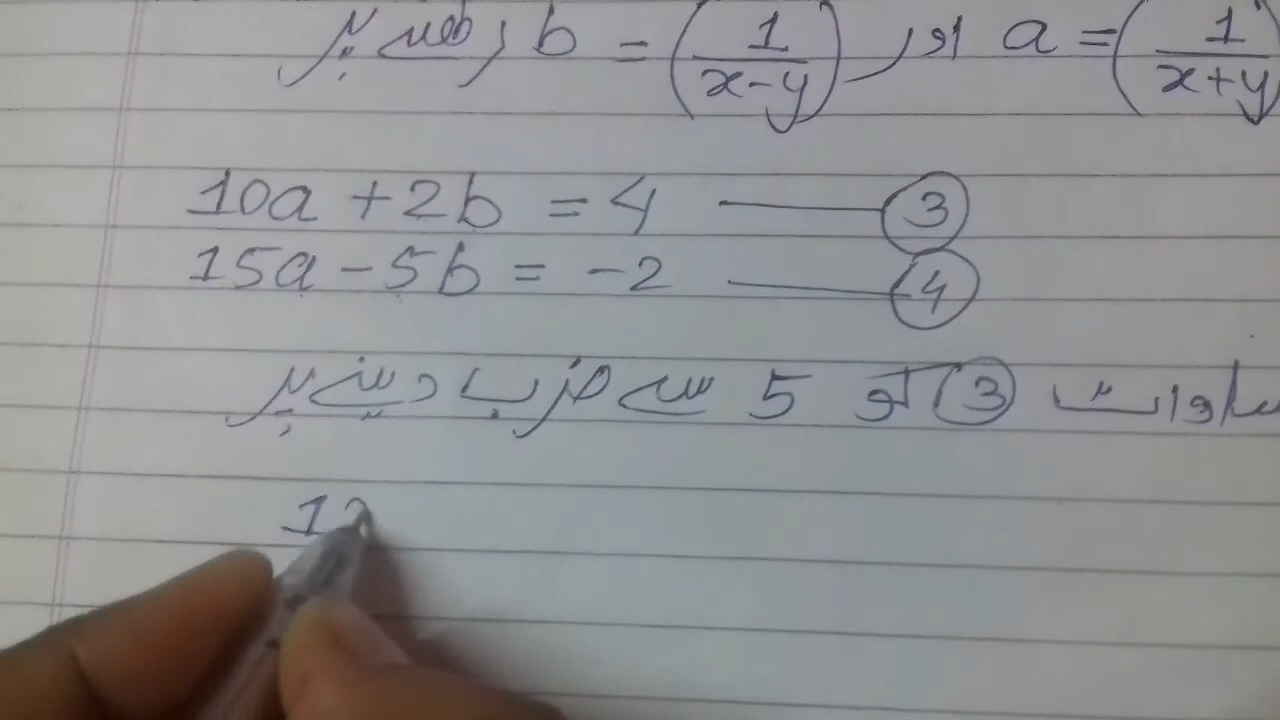 a = (1/(x+y)) اور b = (1/(x-y)) رکھنے پر
10a + 2b = 4 —— ③
15a - 5b = -2 —— ④
مساوات ③ کو 5 سے ضرب دینے پر
1